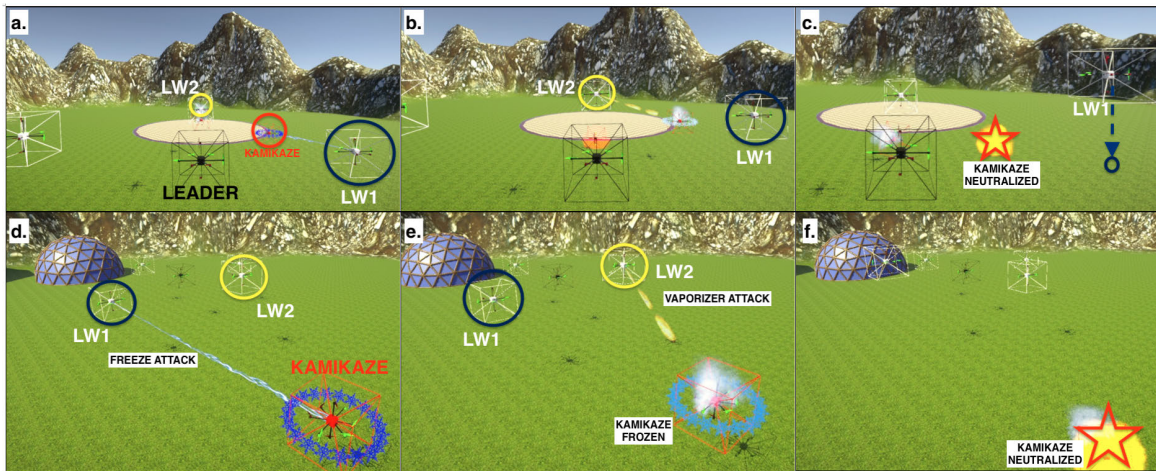 a.
LW2
KAMIKAZE
LEADER
LW1
b.
LW2
LW1
c.
LW1
KAMIKAZE
NEUTRALIZED
d.
LW1
LW2
FREEZE ATTACK
KAMIKAZE
e.
LW2
LW1
VAPORIZER ATTACK
KAMIKAZE
FROZEN
f.
KAMIKAZE
NEUTRALIZED